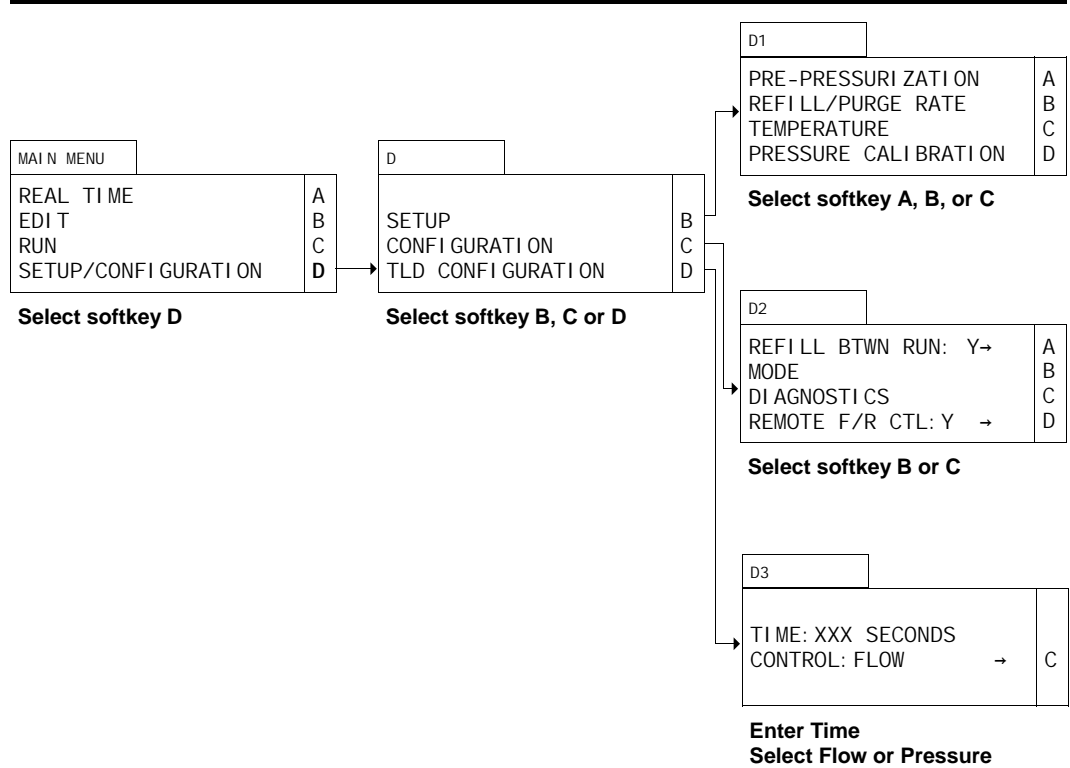 MAIN MENU
REAL TIME A
EDIT B
RUN C
SETUP/CONFIGURATION D
Select softkey D
D
SETUP B
CONFIGURATION C
TLD CONFIGURATION D
Select softkey B, C or D
D1
PRE-PRESSURIZATION A
REFILL/PURGE RATE B
TEMPERATURE C
PRESSURE CALIBRATION D
Select softkey A, B, or C
D2
REFILL BTWN RUN: Y→ A
MODE B
DIAGNOSTICS C
REMOTE F/R CTL:Y → D
Select softkey B or C
D3
TIME:XXX SECONDS
CONTROL:FLOW → C
Enter Time
Select Flow or Pressure